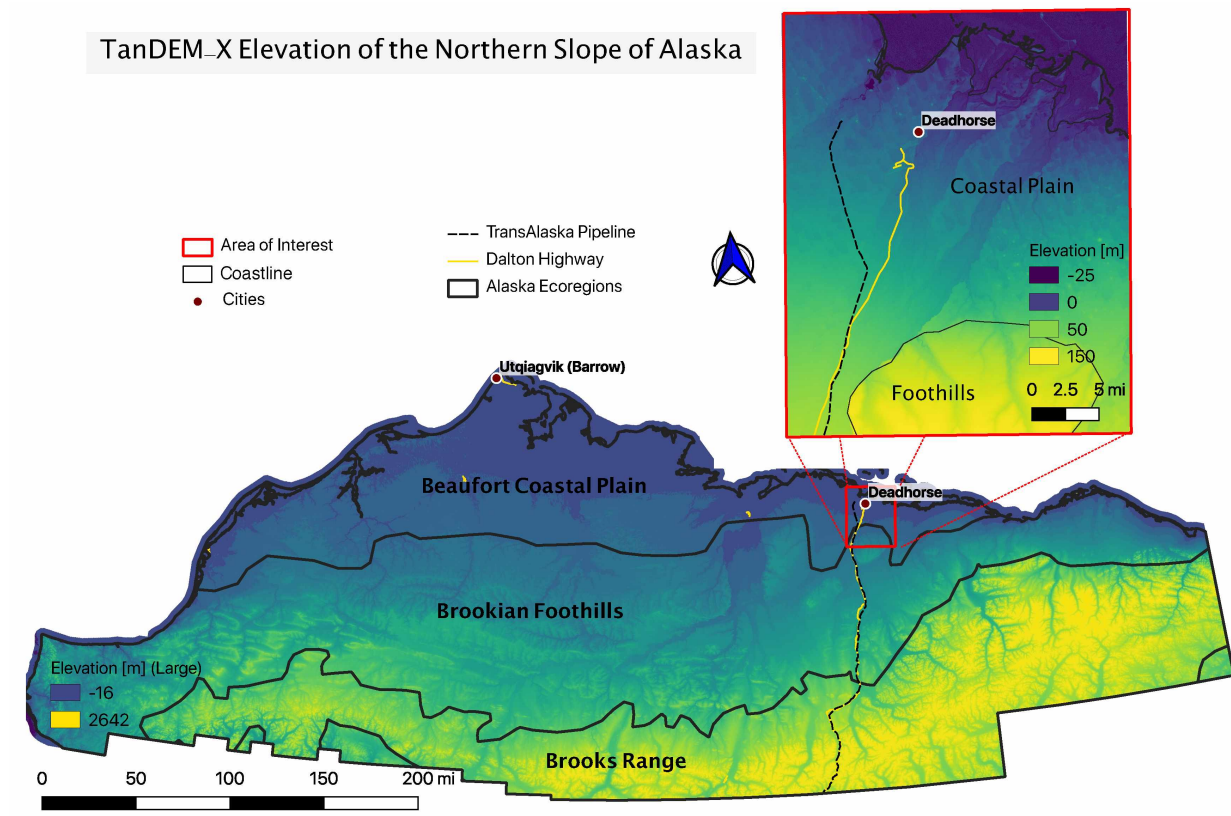 TanDEM-X Elevation of the Northern Slope of Alaska
Area of Interest
Coastline
Cities
TransAlaska Pipeline
Dalton Highway
Alaska Ecoregions
Deadhorse
Coastal Plain
Elevation [m]
-25
0
50
150
0 2.5 5 mi
Foothills
Utqiagvik (Barrow)
Beaufort Coastal Plain
Deadhorse
Brookian Foothills
Elevation [m] (Large)
-16
2642
Brooks Range
0 50 100 150 200 mi